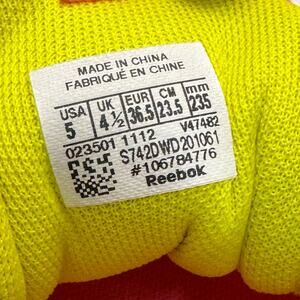 MADE IN CHINA
FABRIQUÉ EN CHINE
USA UK EUR CM mm
5 4½ 36.5 23.5 235
V47482
023501 1112
S742DWD201061
#106784776
Reebok